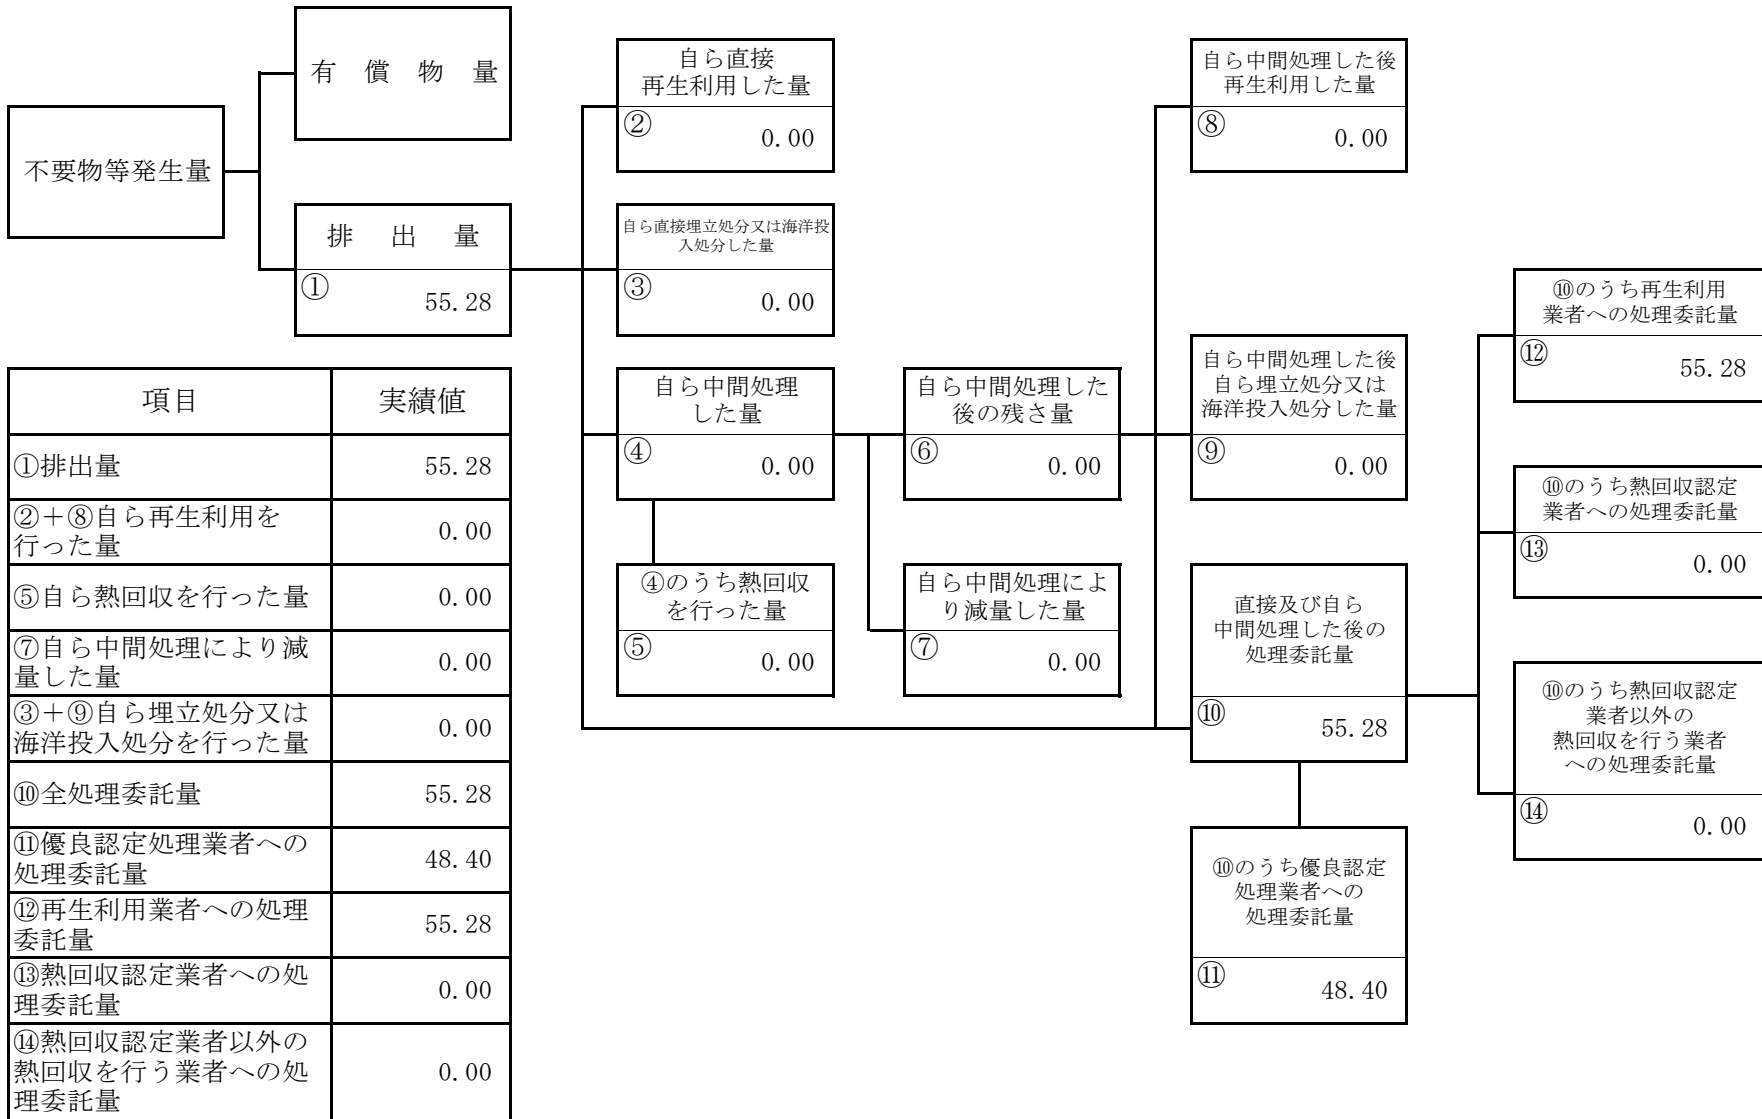 不要物等発生量
有　償　物　量
排　出　量
①
55.28
自ら直接
再生利用した量
②
0.00
自ら直接埋立処分又は海洋投
入処分した量
③
0.00
自ら中間処理
した量
④
0.00
④のうち熱回収
を行った量
⑤
0.00
自ら中間処理した
後の残さ量
⑥
0.00
自ら中間処理によ
り減量した量
⑦
0.00
自ら中間処理した後
再生利用した量
⑧
0.00
自ら中間処理した後
自ら埋立処分又は
海洋投入処分した量
⑨
0.00
直接及び自ら
中間処理した後の
処理委託量
⑩
55.28
⑩のうち優良認定
処理業者への
処理委託量
⑪
48.40
⑩のうち再生利用
業者への処理委託量
⑫
55.28
⑩のうち熱回収認定
業者への処理委託量
⑬
0.00
⑩のうち熱回収認定
業者以外の
熱回収を行う業者
への処理委託量
⑭
0.00
項目
実績値
①排出量
55.28
②＋⑧自ら再生利用を
行った量
0.00
⑤自ら熱回収を行った量
0.00
⑦自ら中間処理により減
量した量
0.00
③＋⑨自ら埋立処分又は
海洋投入処分を行った量
0.00
⑩全処理委託量
55.28
⑪優良認定処理業者への
処理委託量
48.40
⑫再生利用業者への処理
委託量
55.28
⑬熱回収認定業者への処
理委託量
0.00
⑭熱回収認定業者以外の
熱回収を行う業者への処
理委託量
0.00